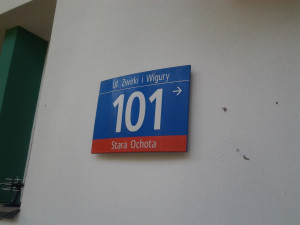 Ul. Żwirki i Wigury
101 →
Stara Ochota